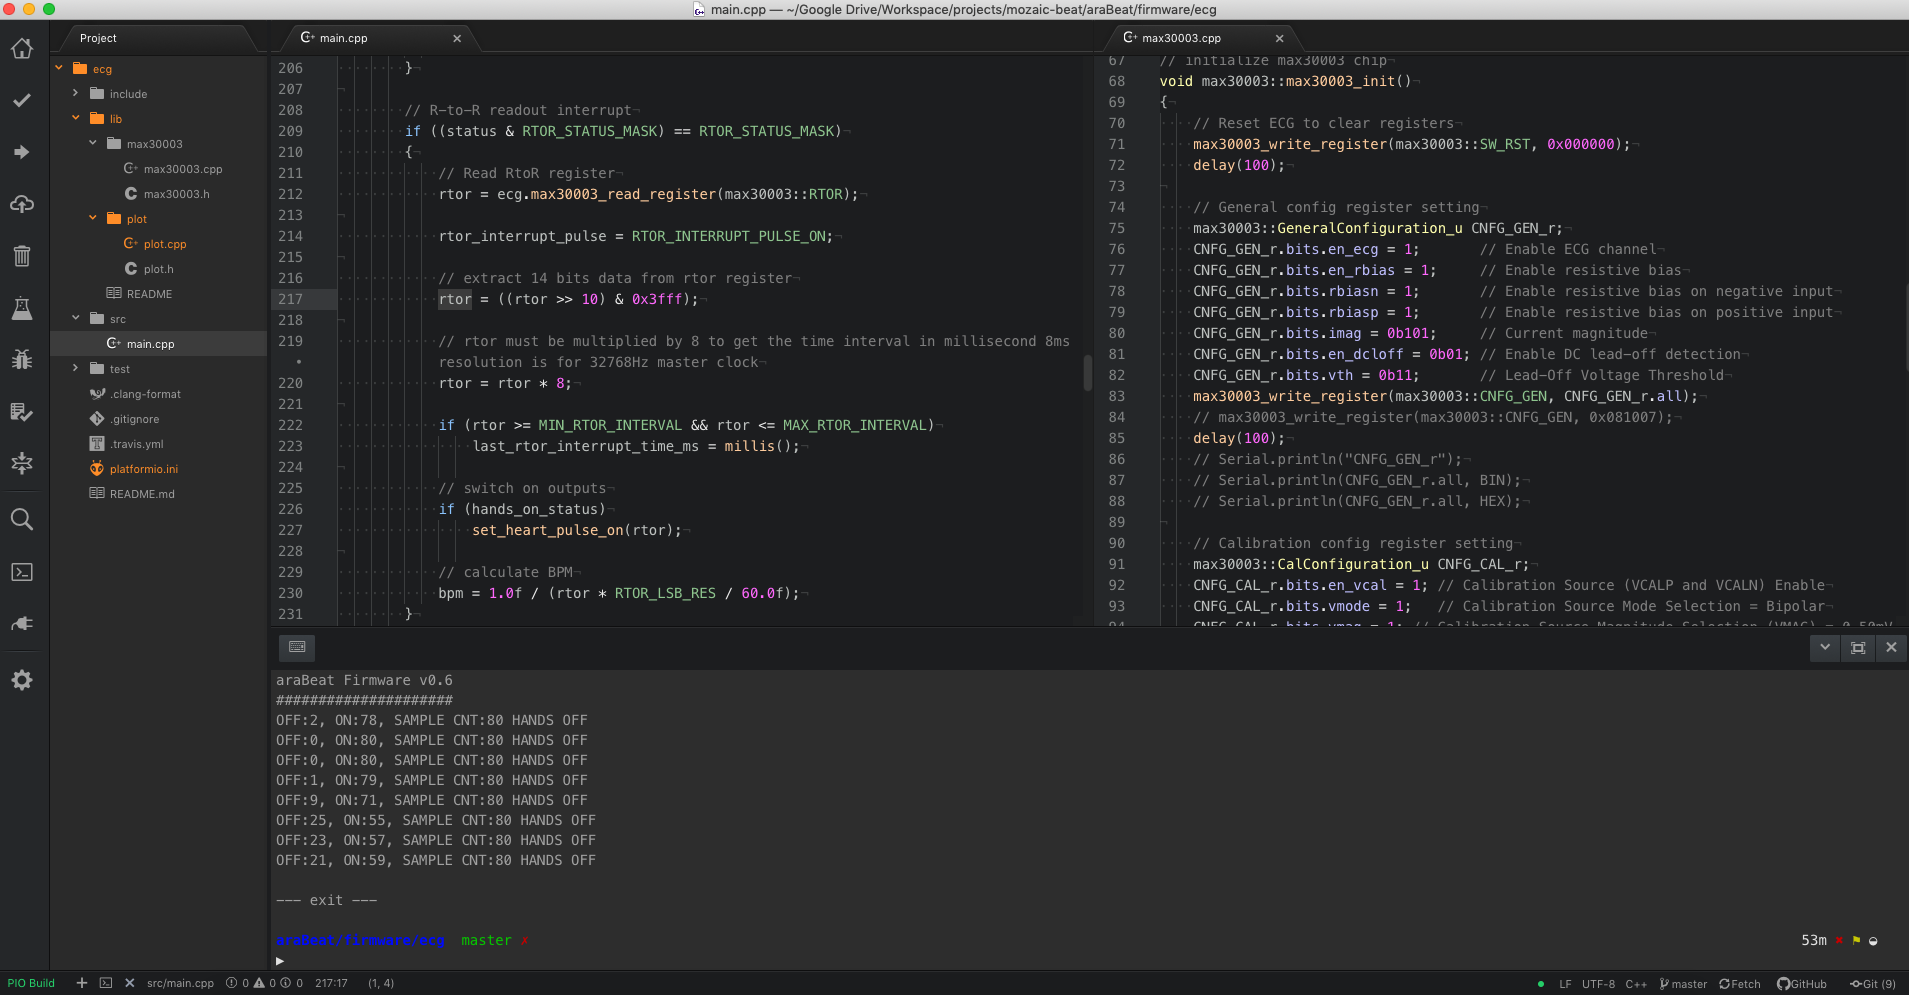 main.cpp — ~/Google Drive/Workspace/projects/mozaic-beat/araBeat/firmware/ecg
Project
ecg
include
lib
max30003
max30003.cpp
max30003.h
plot
plot.cpp
plot.h
README
src
main.cpp
test
.clang-format
.gitignore
.travis.yml
platformio.ini
README.md
main.cpp
206 }
207
208 // R-to-R readout interrupt
209 if ((status & RTOR_STATUS_MASK) == RTOR_STATUS_MASK)
210 {
211 // Read RtoR register
212 rtor = ecg.max30003_read_register(max30003::RTOR);
213
214 rtor_interrupt_pulse = RTOR_INTERRUPT_PULSE_ON;
215
216 // extract 14 bits data from rtor register
217 rtor = ((rtor >> 10) & 0x3fff);
218
219 // rtor must be multiplied by 8 to get the time interval in millisecond 8ms
• resolution is for 32768Hz master clock
220 rtor = rtor * 8;
221
222 if (rtor >= MIN_RTOR_INTERVAL && rtor <= MAX_RTOR_INTERVAL)
223 last_rtor_interrupt_time_ms = millis();
224
225 // switch on outputs
226 if (hands_on_status)
227 set_heart_pulse_on(rtor);
228
229 // calculate BPM
230 bpm = 1.0f / (rtor * RTOR_LSB_RES / 60.0f);
231 }
max30003.cpp
67 // initialize max30003 chip
68 void max30003::max30003_init()
69 {
70 // Reset ECG to clear registers
71 max30003_write_register(max30003::SW_RST, 0x000000);
72 delay(100);
73
74 // General config register setting
75 max30003::GeneralConfiguration_u CNFG_GEN_r;
76 CNFG_GEN_r.bits.en_ecg = 1; // Enable ECG channel
77 CNFG_GEN_r.bits.en_rbias = 1; // Enable resistive bias
78 CNFG_GEN_r.bits.rbiasn = 1; // Enable resistive bias on negative input
79 CNFG_GEN_r.bits.rbiasp = 1; // Enable resistive bias on positive input
80 CNFG_GEN_r.bits.imag = 0b101; // Current magnitude
81 CNFG_GEN_r.bits.en_dcloff = 0b01; // Enable DC lead-off detection
82 CNFG_GEN_r.bits.vth = 0b11; // Lead-Off Voltage Threshold
83 max30003_write_register(max30003::CNFG_GEN, CNFG_GEN_r.all);
84 // max30003_write_register(max30003::CNFG_GEN, 0x081007);
85 delay(100);
86 // Serial.println("CNFG_GEN_r");
87 // Serial.println(CNFG_GEN_r.all, BIN);
88 // Serial.println(CNFG_GEN_r.all, HEX);
89
90 // Calibration config register setting
91 max30003::CalConfiguration_u CNFG_CAL_r;
92 CNFG_CAL_r.bits.en_vcal = 1; // Calibration Source (VCALP and VCALN) Enable
93 CNFG_CAL_r.bits.vmode = 1; // Calibration Source Mode Selection = Bipolar
94 CNFG_CAL_r.bits.vmag = 1; // Calibration Source Magnitude Selection (VMAG) = 0.50mV
araBeat Firmware v0.6
#####################
OFF:2, ON:78, SAMPLE CNT:80 HANDS OFF
OFF:0, ON:80, SAMPLE CNT:80 HANDS OFF
OFF:0, ON:80, SAMPLE CNT:80 HANDS OFF
OFF:1, ON:79, SAMPLE CNT:80 HANDS OFF
OFF:9, ON:71, SAMPLE CNT:80 HANDS OFF
OFF:25, ON:55, SAMPLE CNT:80 HANDS OFF
OFF:23, ON:57, SAMPLE CNT:80 HANDS OFF
OFF:21, ON:59, SAMPLE CNT:80 HANDS OFF
--- exit ---
araBeat/firmware/ecg master ✗ 53m
PIO Build src/main.cpp 0 0 0 217:17 (1, 4) LF UTF-8 C++ master Fetch GitHub Git (9)